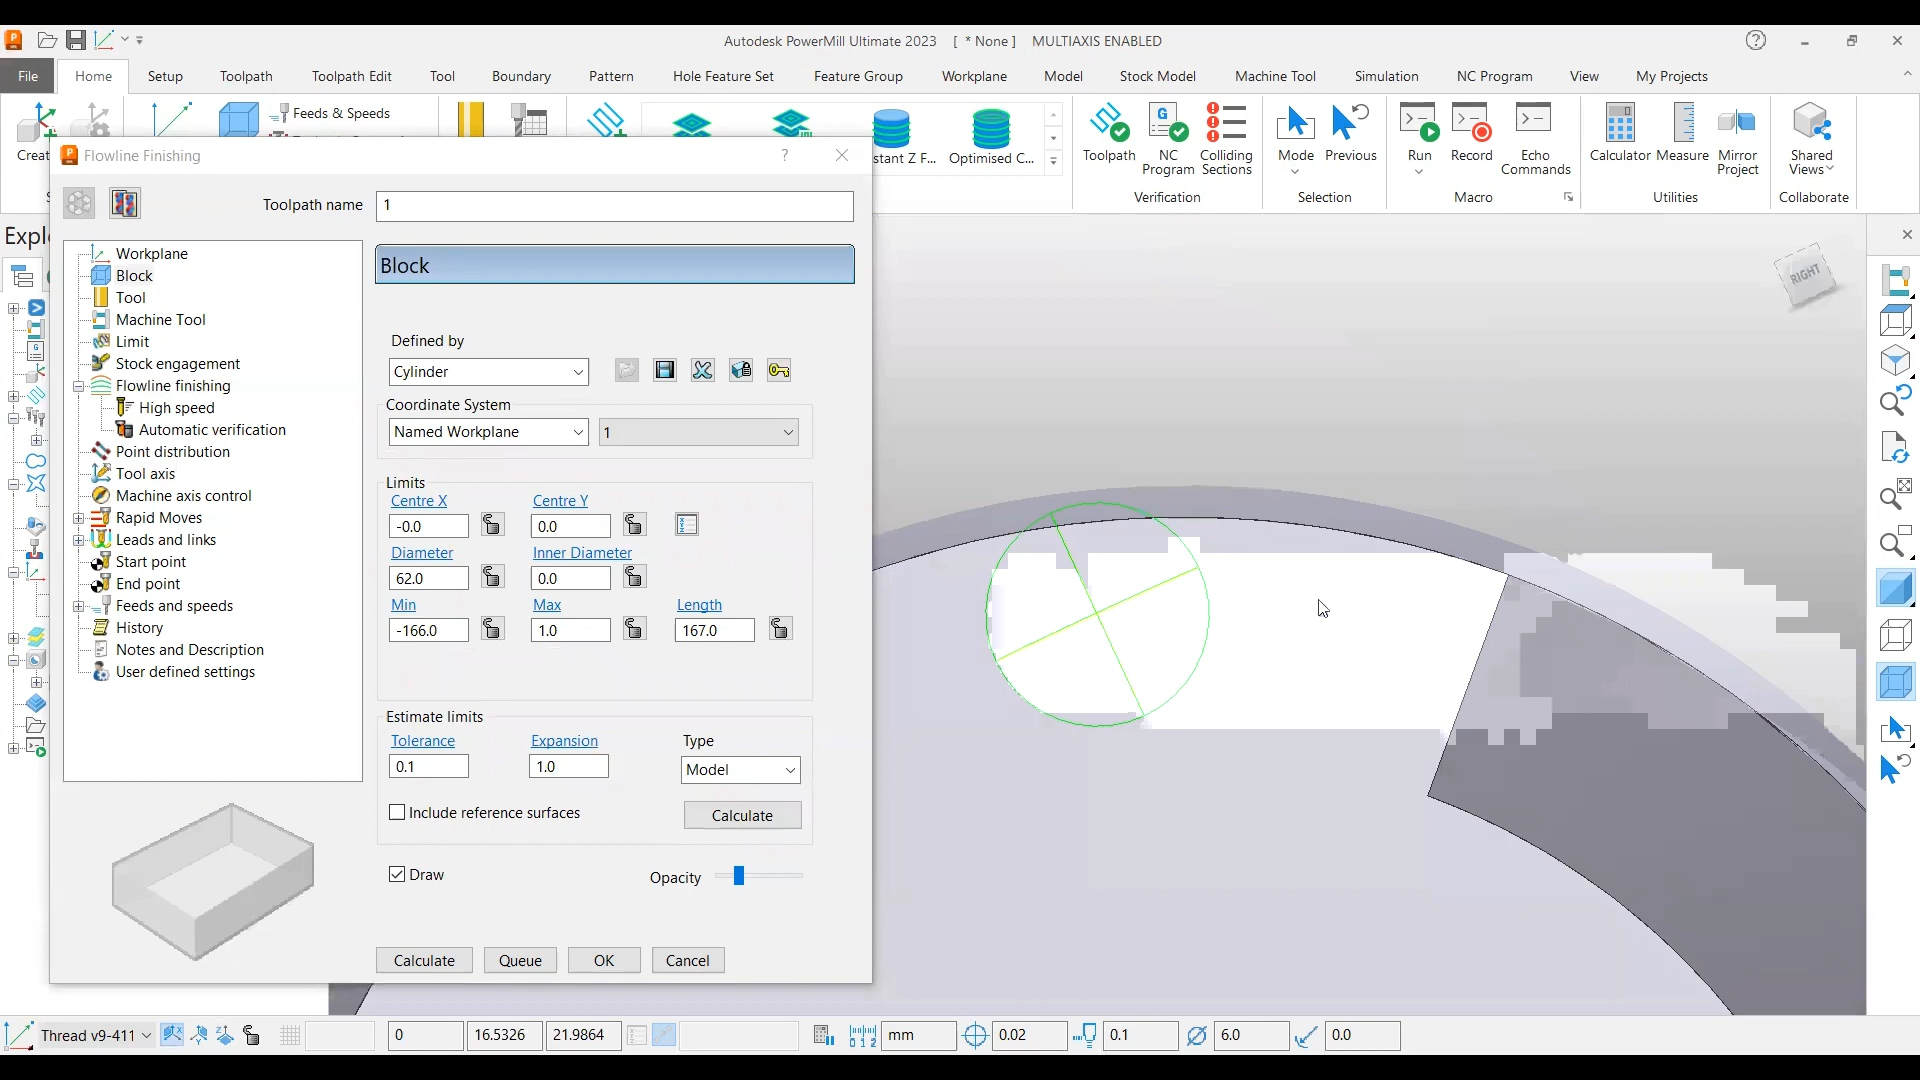 Autodesk PowerMill Ultimate 2023 [ * None ] MULTIAXIS ENABLED
File Home Setup Toolpath Toolpath Edit Tool Boundary Pattern Hole Feature Set Feature Group Workplane Model Stock Model Machine Tool Simulation NC Program View My Projects
Feeds & Speeds
Creat
stant Z F... Optimised C...
Toolpath NC Program Colliding Sections
Verification
Mode Previous
Selection
Run Record Echo Commands
Macro
Calculator Measure Mirror Project
Utilities
Shared Views
Collaborate
Flowline Finishing
Expl
Toolpath name 1
Workplane
Block
Tool
Machine Tool
Limit
Stock engagement
Flowline finishing
High speed
Automatic verification
Point distribution
Tool axis
Machine axis control
Rapid Moves
Leads and links
Start point
End point
Feeds and speeds
History
Notes and Description
User defined settings
Block
Defined by
Cylinder
Coordinate System
Named Workplane 1
Limits
Centre X Centre Y
-0.0 0.0
Diameter Inner Diameter
62.0 0.0
Min Max Length
-166.0 1.0 167.0
Estimate limits
Tolerance Expansion Type
0.1 1.0 Model
Include reference surfaces Calculate
Draw Opacity
Calculate Queue OK Cancel
RIGHT
Thread v9-411 0 16.5326 21.9864 mm 0.02 0.1 6.0 0.0